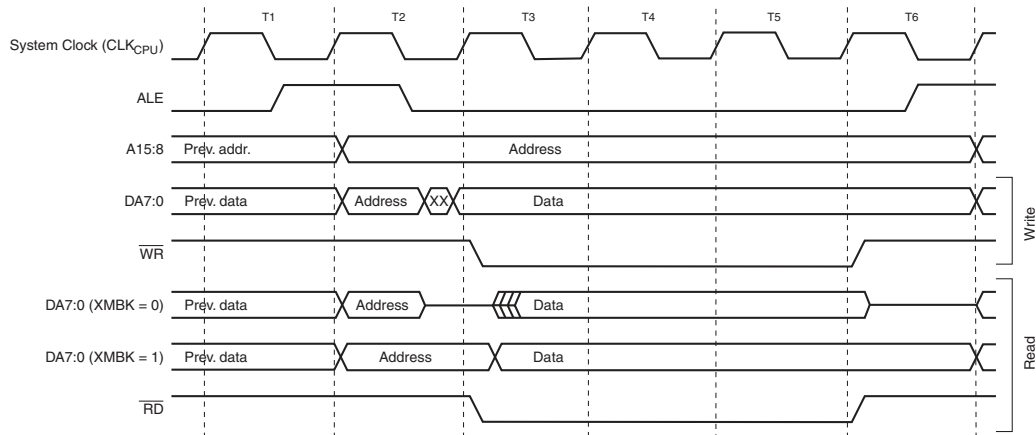 T1 T2 T3 T4 T5 T6
System Clock (CLKCPU)
ALE
A15:8 Prev. addr. Address
DA7:0 Prev. data Address XX Data
WR
Write
DA7:0 (XMBK = 0) Prev. data Address Data
DA7:0 (XMBK = 1) Prev. data Address Data
RD
Read